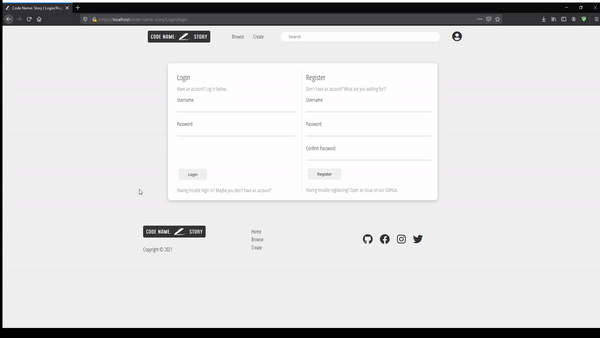 Code Name: Story | Login/Reg
https://localhost/code-name-story/Login/login
CODE NAME: STORY
Browse
Create
Search
Login
Have an account? Log in below.
Username
Password
Login
Having trouble login in? Maybe you don't have an account?
Register
Don't have an account? What are you waiting for?
Username
Password:
Confirm Password:
Register
Having trouble registering? Open an issue on our GitHub.
CODE NAME: STORY
Copyright © 2021
Home
Browse
Create